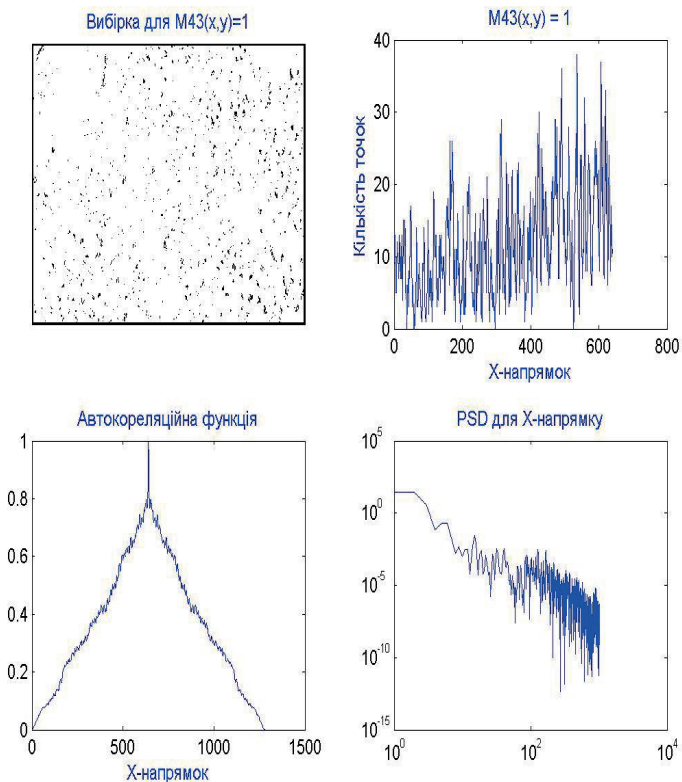 Вибірка для M43(x,y)=1
M43(x,y) = 1
40
30
20
10
0
Кількість точок
0 200 400 600 800
X-напрямок
Автокореляційна функція
1
0.8
0.6
0.4
0.2
0
0 500 1000 1500
X-напрямок
PSD для X-напрямку
10^5
10^0
10^-5
10^-10
10^-15
10^0 10^2 10^4